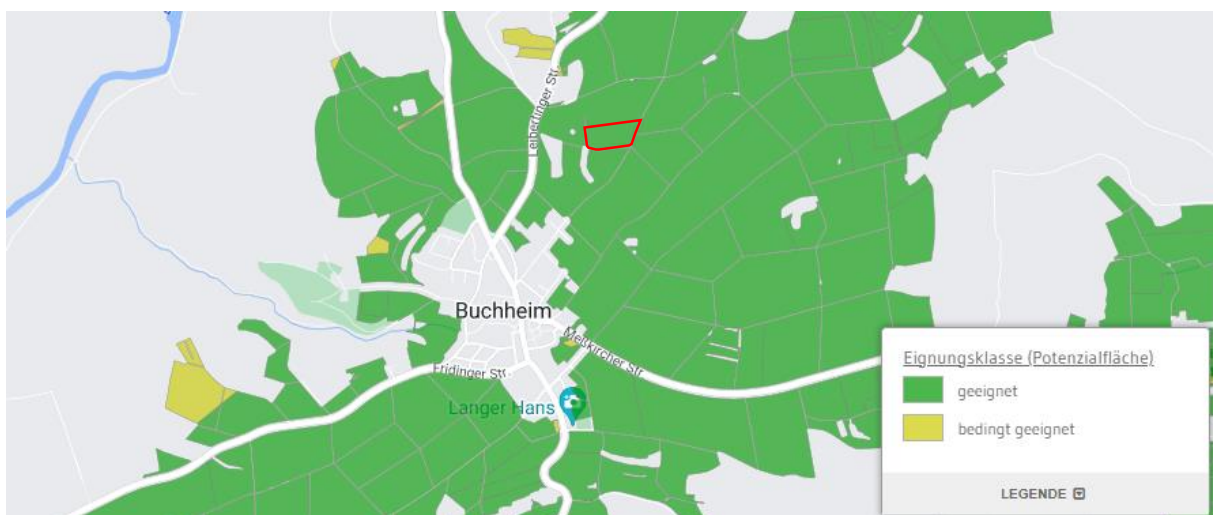 Leibertinger Str.
Buchheim
Meßkircher Str.
Fridinger Str.
Langer Hans
Eignungsklasse (Potenzialfläche)
geeignet
bedingt geeignet
LEGENDE